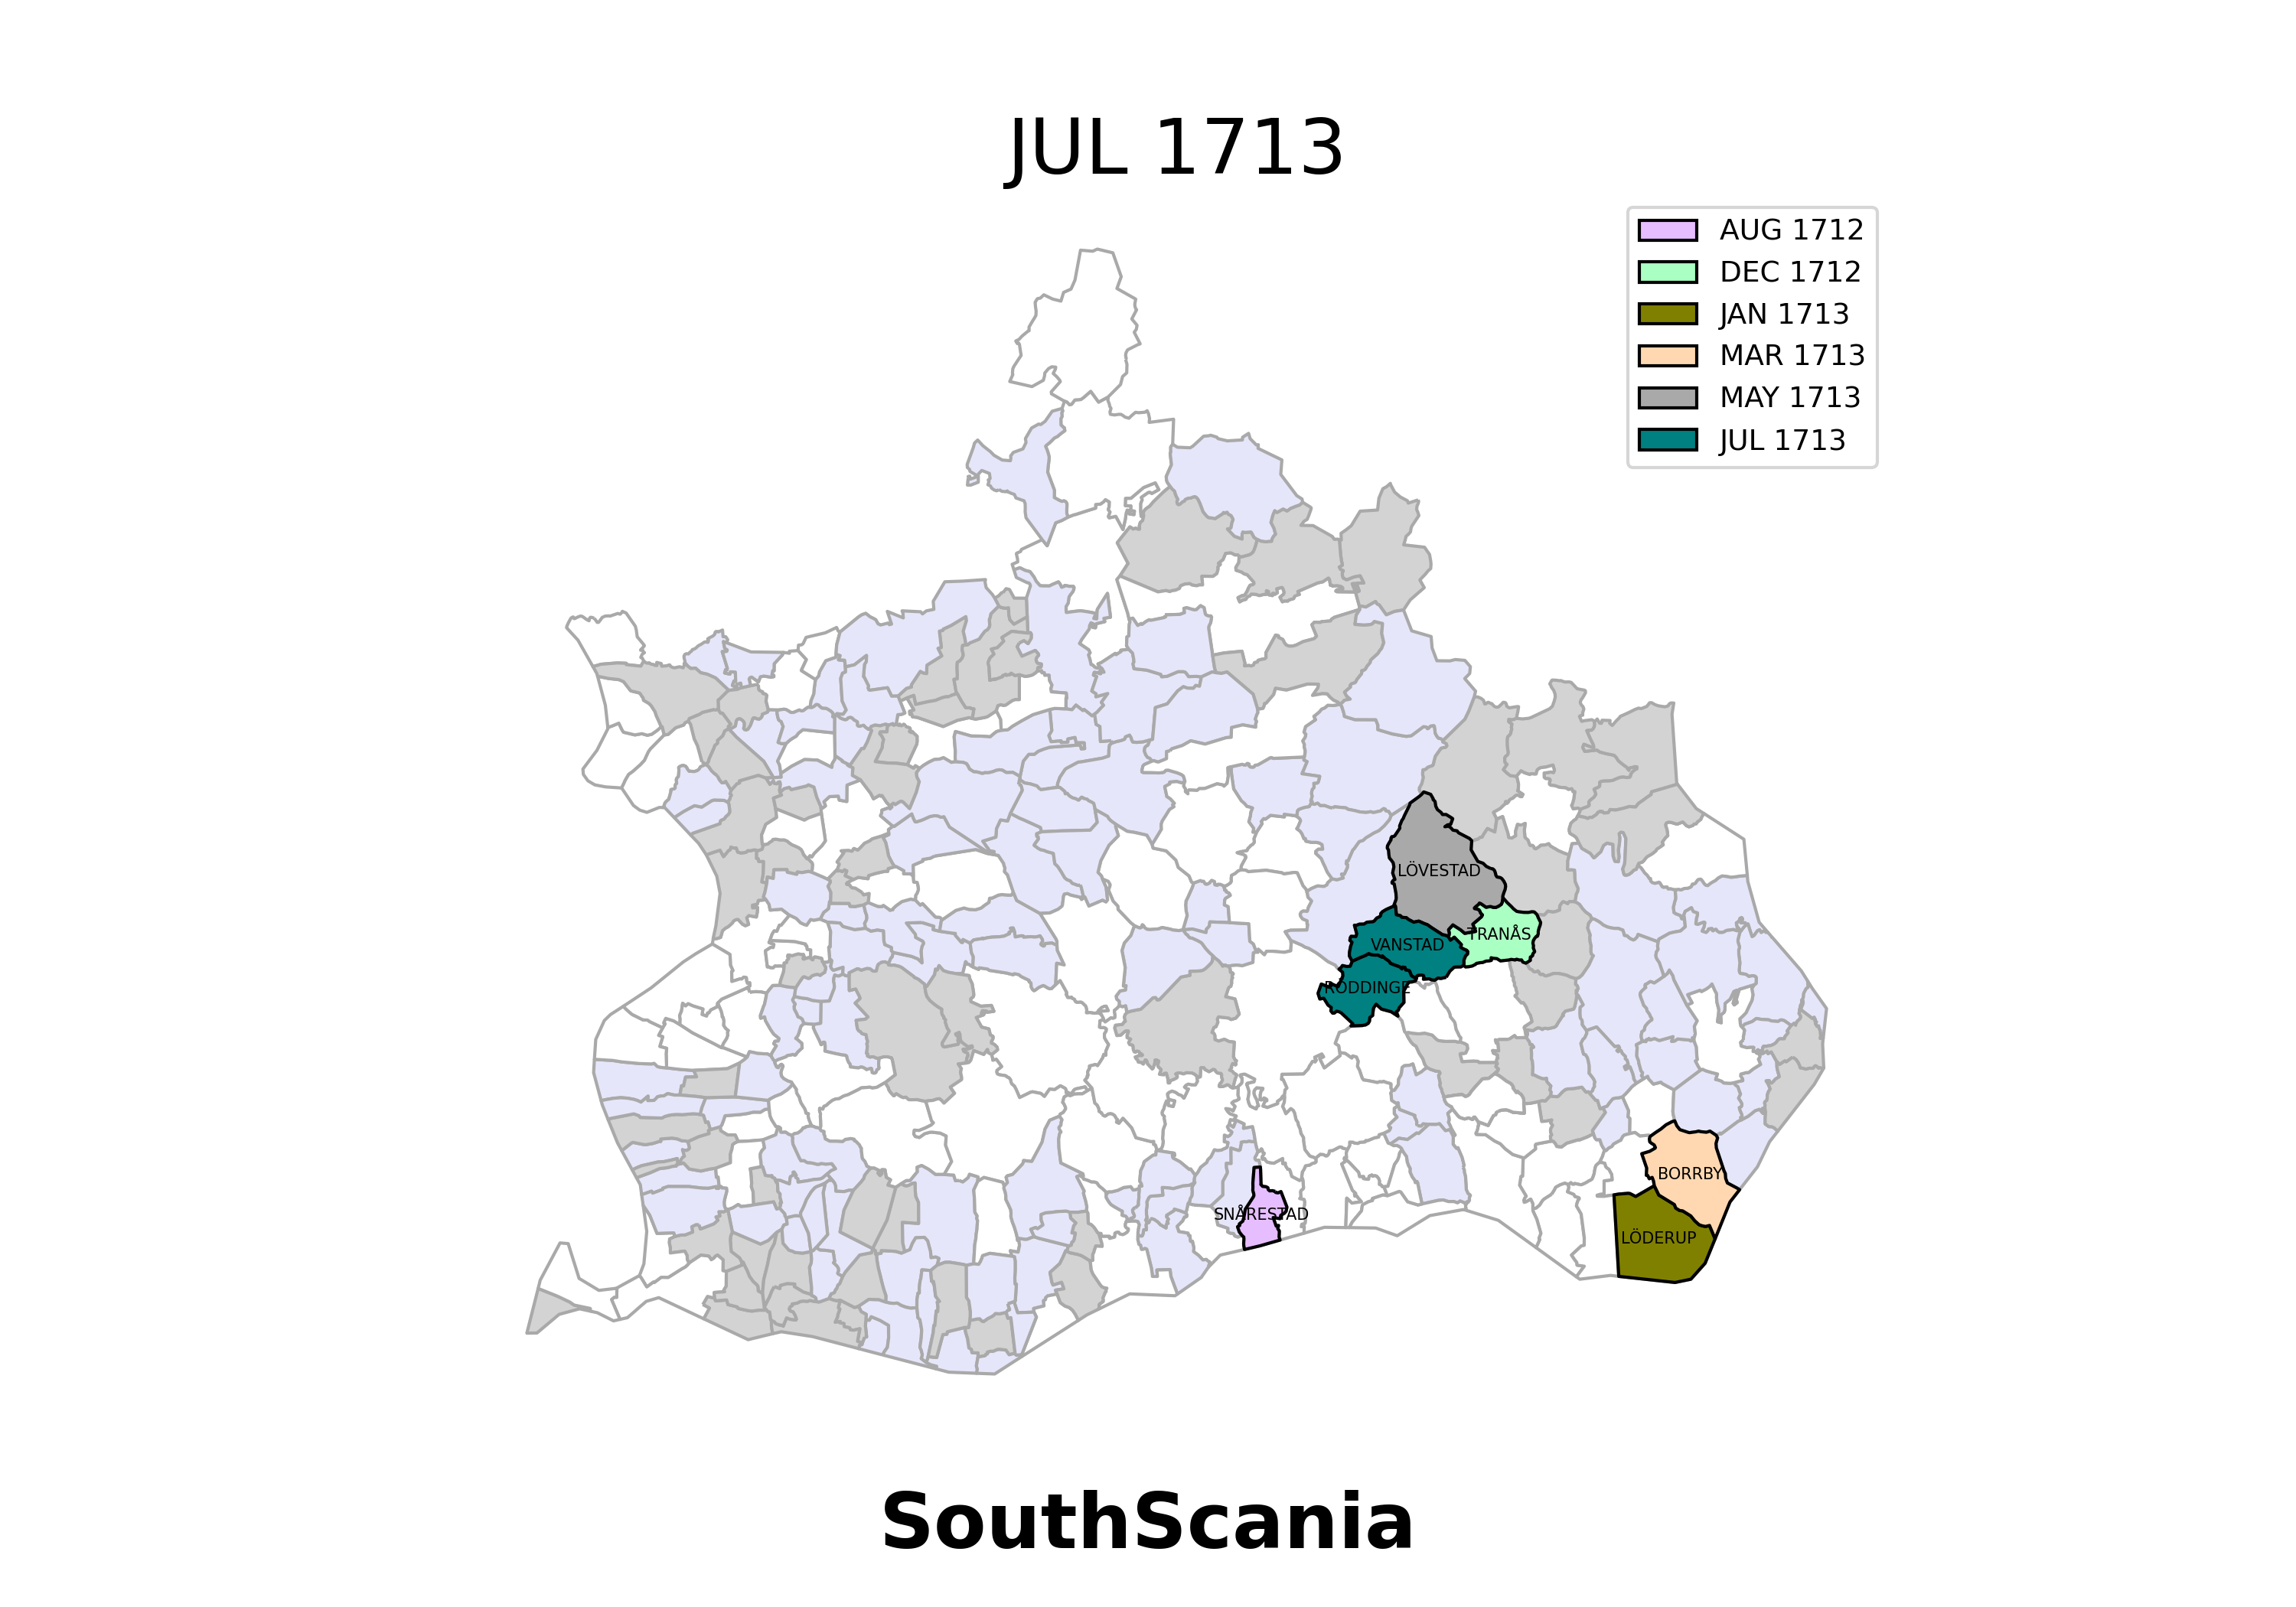 JUL 1713
AUG 1712
DEC 1712
JAN 1713
MAR 1713
MAY 1713
JUL 1713
LÖVESTAD
TRANÅS
VANSTAD
RÖDDINGE
BORRBY
SNÅRESTAD
LÖDERUP
SouthScania